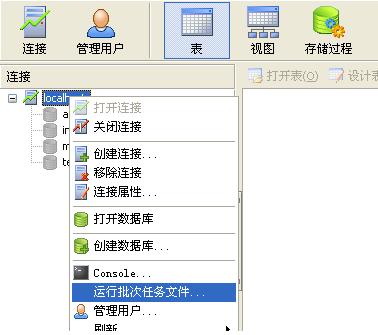 连接 管理用户 表 视图 存储过程
连接 打开表(O) 设计表
打开连接
关闭连接
创建连接...
移除连接
连接属性...
打开数据库
创建数据库...
Console...
运行批次任务文件...
管理用户...
刷新